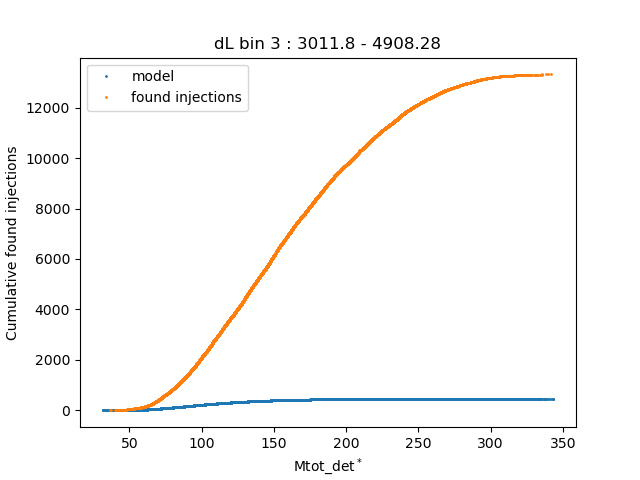 dL bin 3 : 3011.8 - 4908.28
model
found injections
Cumulative found injections
12000
10000
8000
6000
4000
2000
0
50 100 150 200 250 300 350
Mtot_det*